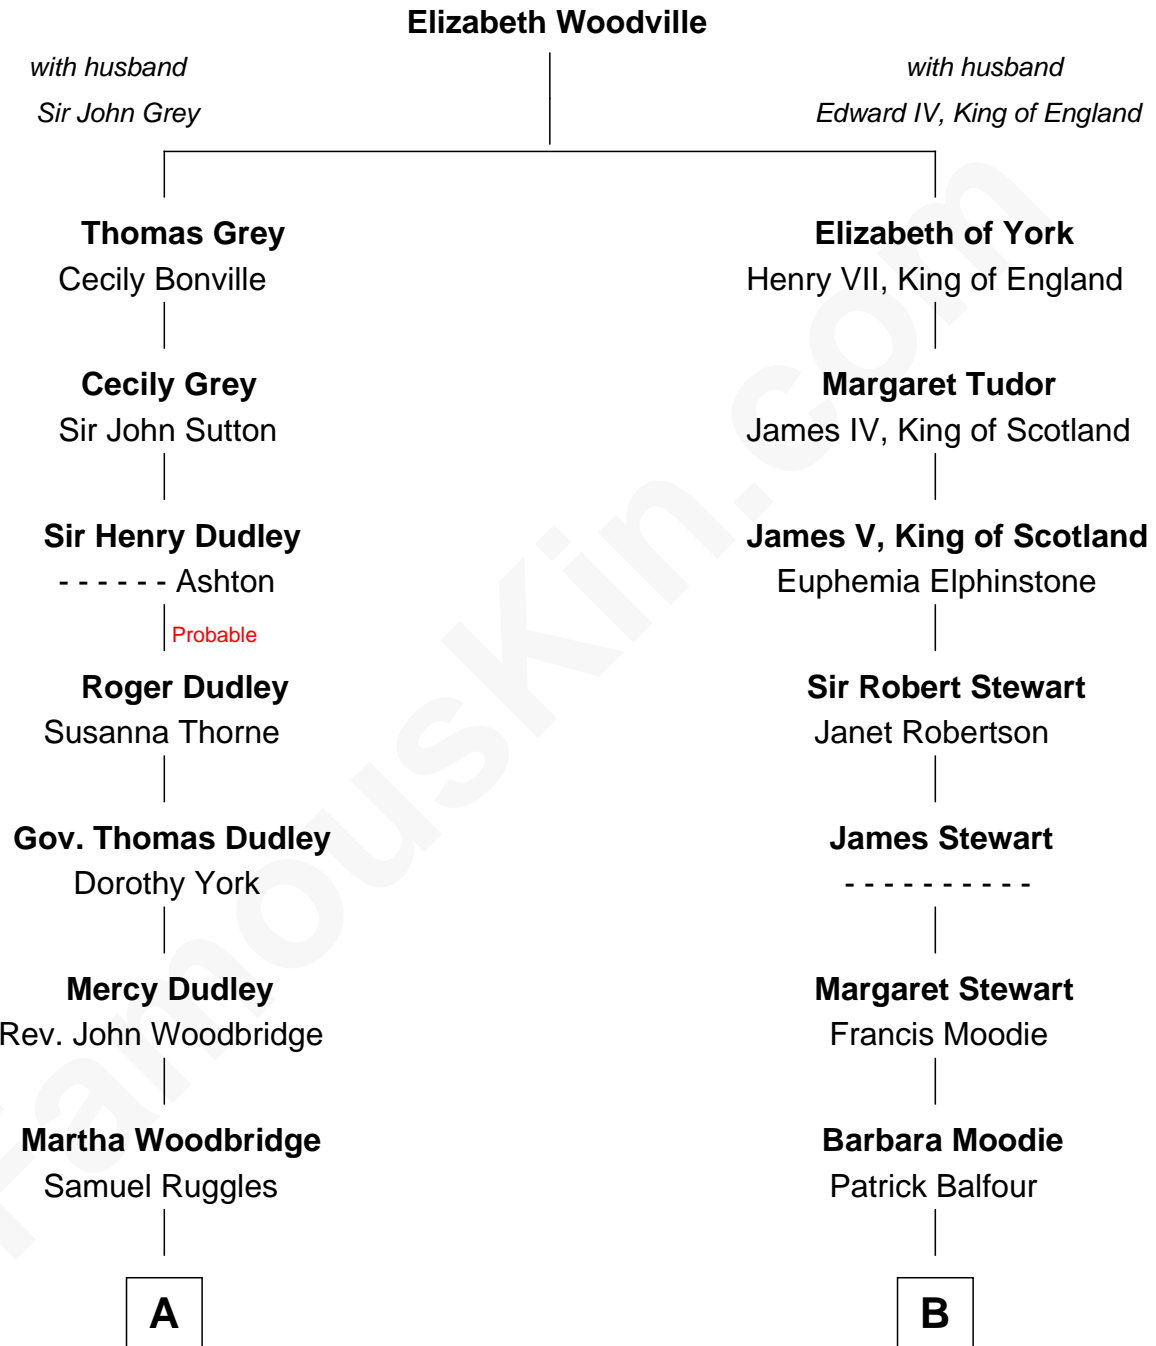 Elizabeth Woodville
with husband
Sir John Grey
with husband
Edward IV, King of England
Thomas Grey
Cecily Bonville
Elizabeth of York
Henry VII, King of England
Cecily Grey
Sir John Sutton
Margaret Tudor
James IV, King of Scotland
Sir Henry Dudley
- - - - - - Ashton
James V, King of Scotland
Euphemia Elphinstone
Probable
Roger Dudley
Susanna Thorne
Sir Robert Stewart
Janet Robertson
Gov. Thomas Dudley
Dorothy York
James Stewart
- - - - - - - - - -
Mercy Dudley
Rev. John Woodbridge
Margaret Stewart
Francis Moodie
Martha Woodbridge
Samuel Ruggles
Barbara Moodie
Patrick Balfour
A
B
FamousKin.com